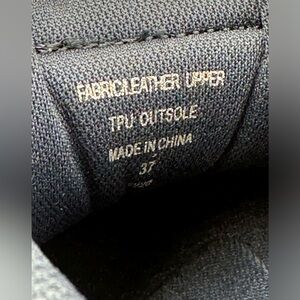 FABRIC/LEATHER UPPER
TPU OUTSOLE
MADE IN CHINA
37